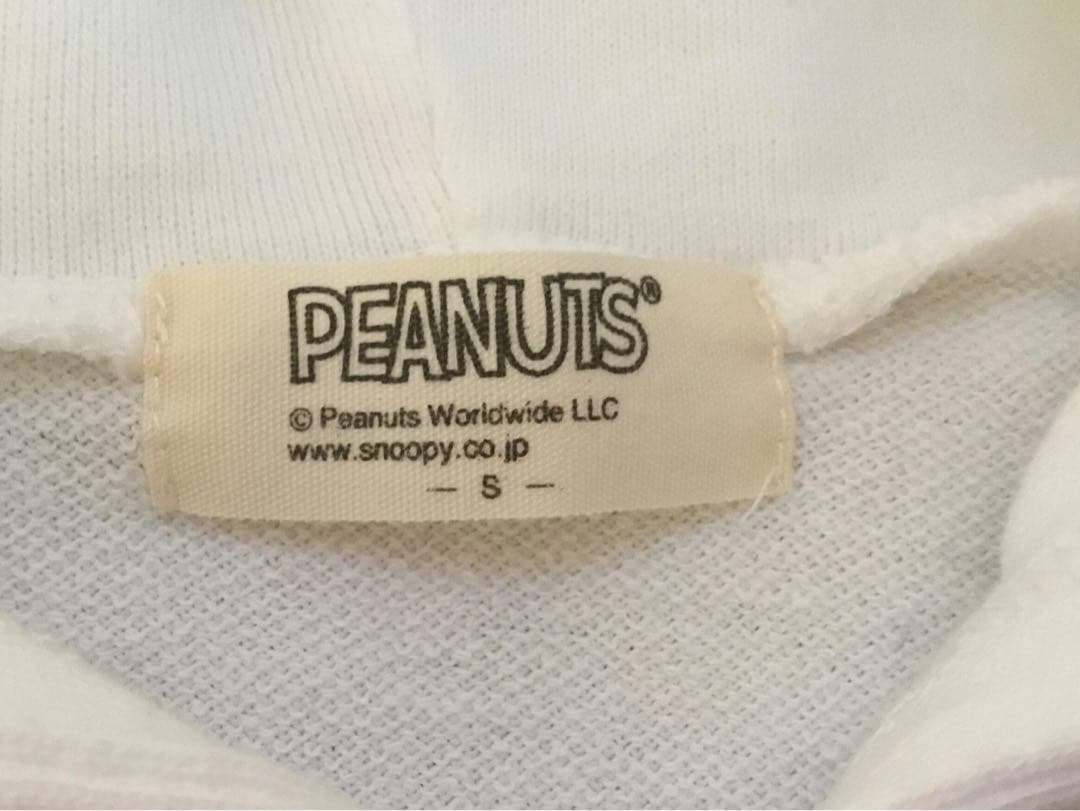 PEANUTS®
© Peanuts Worldwide LLC
www.snoopy.co.jp
— S —